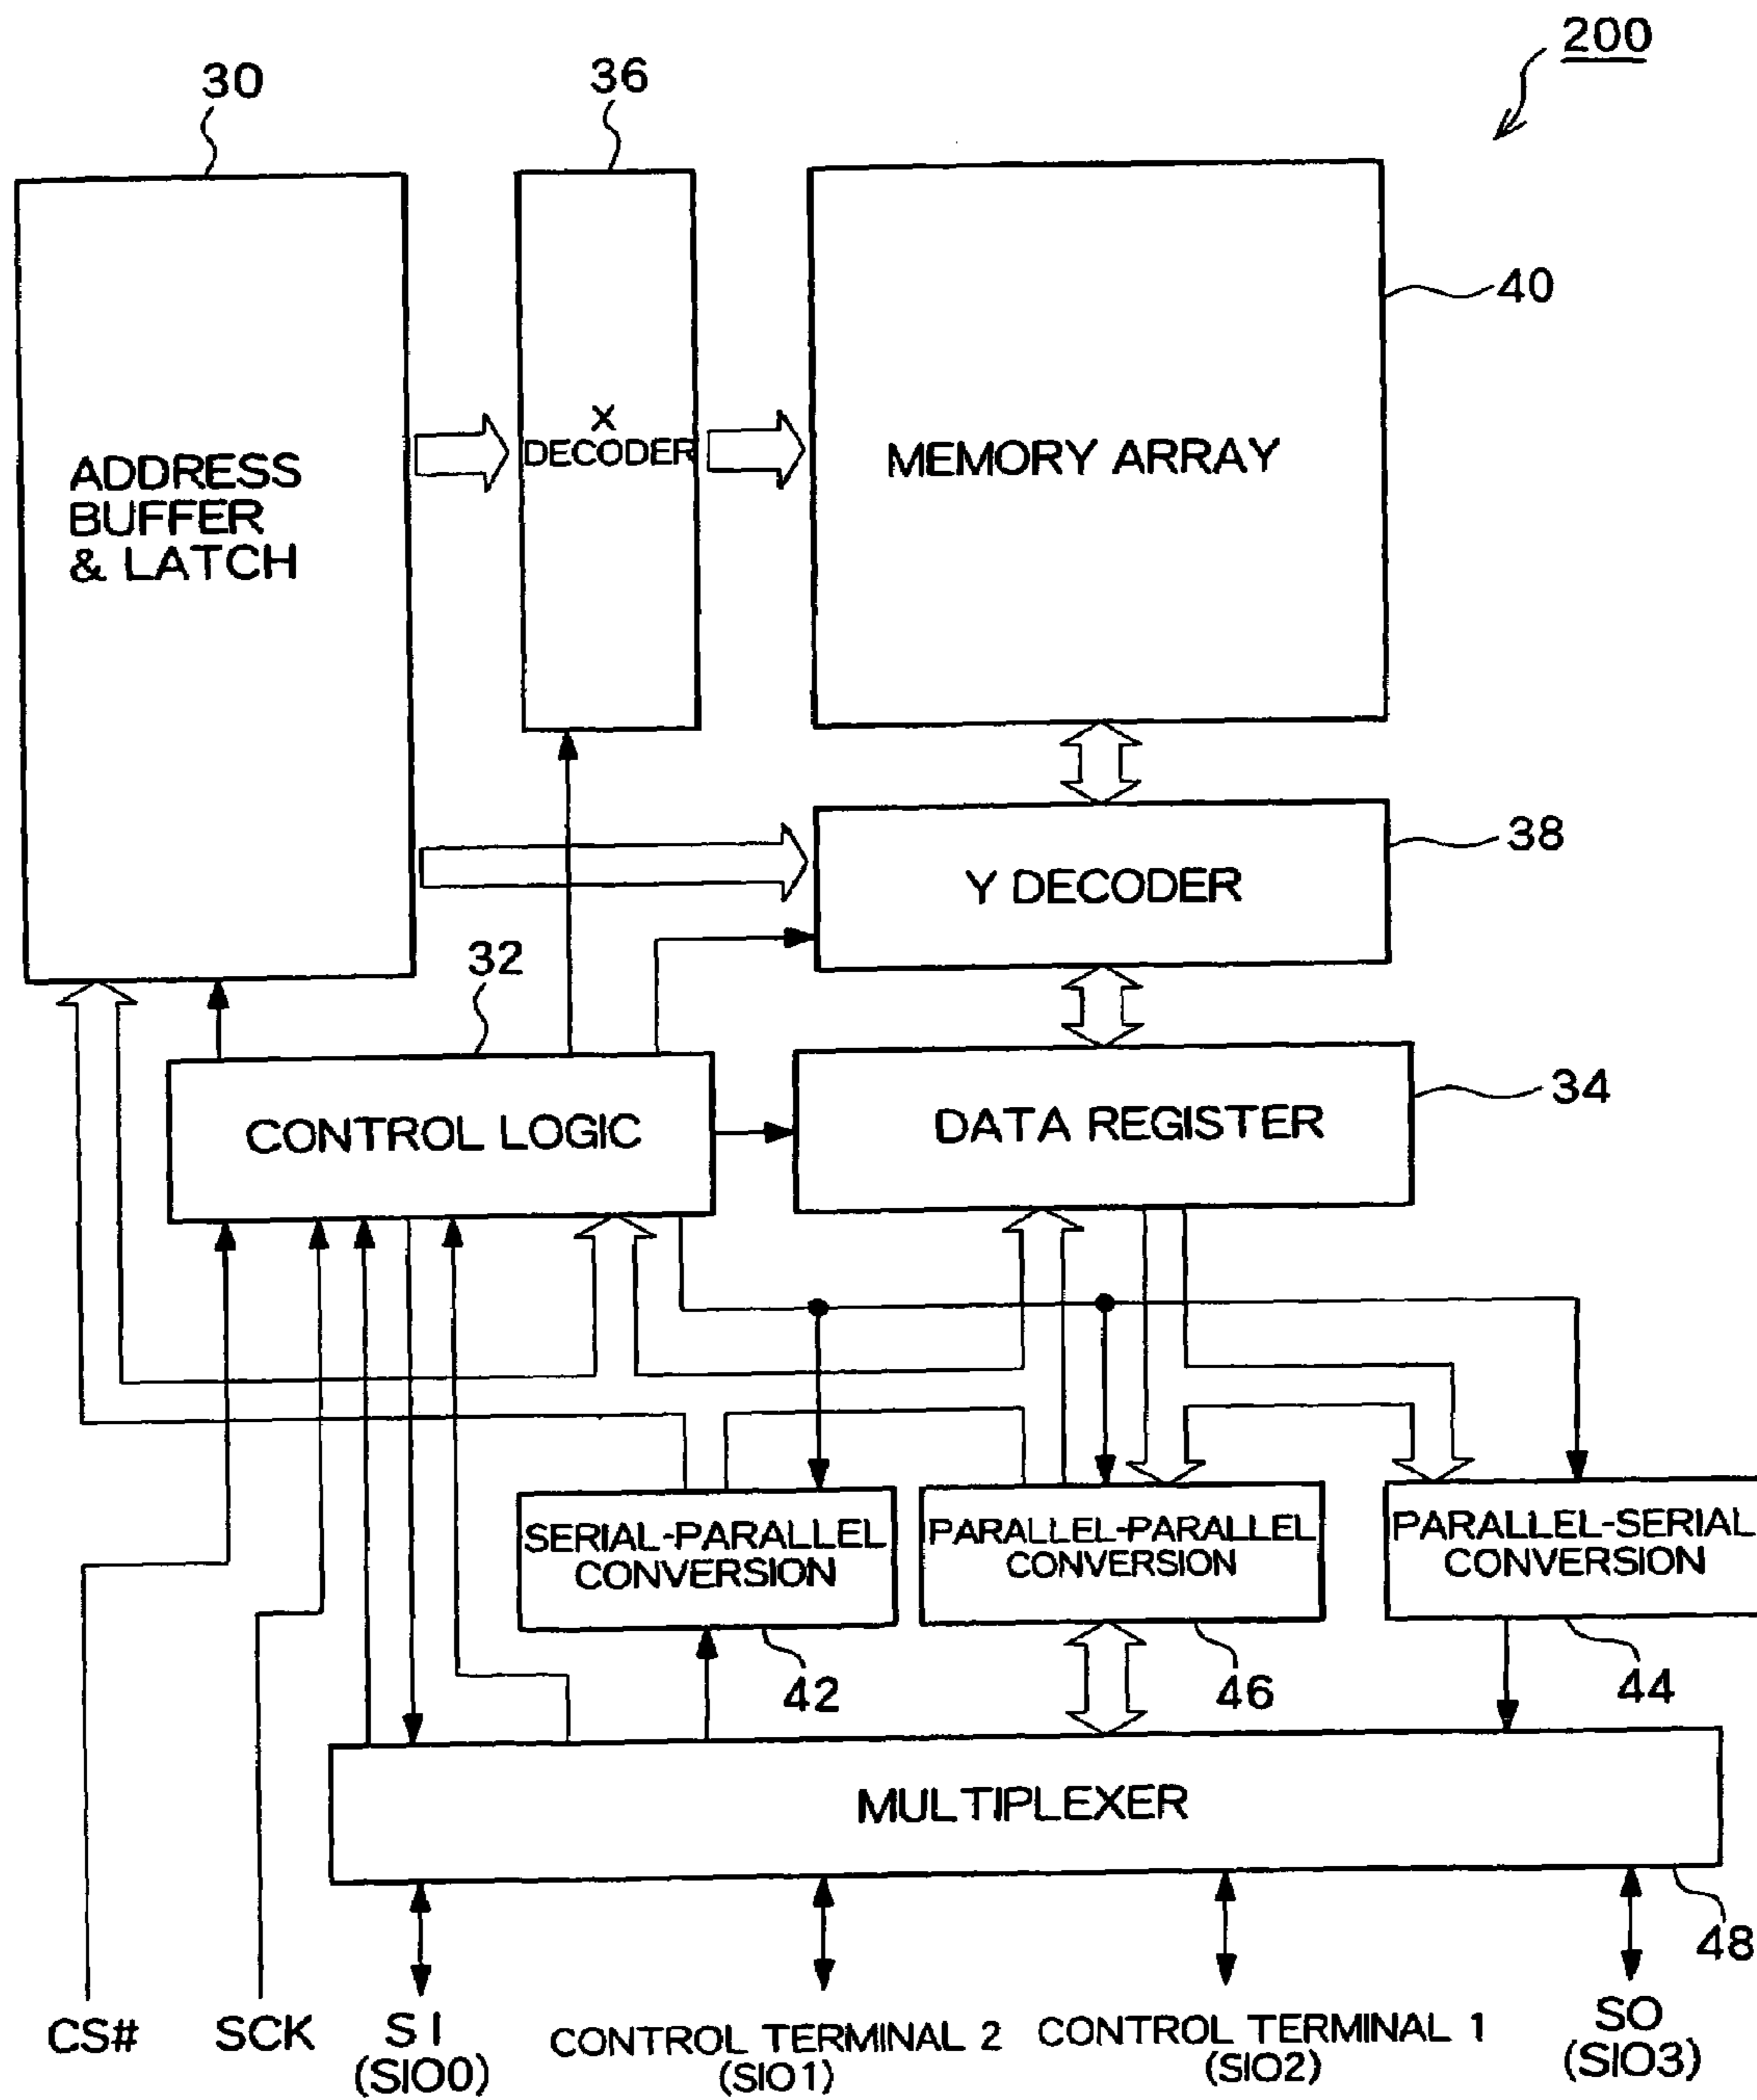 200
30
36
40
X
DECODER
MEMORY ARRAY
ADDRESS
BUFFER
& LATCH
38
Y DECODER
32
34
CONTROL LOGIC
DATA REGISTER
SERIAL-PARALLEL
CONVERSION
PARALLEL-PARALLEL
CONVERSION
PARALLEL-SERIAL
CONVERSION
42
46
44
MULTIPLEXER
48
CS#
SCK
SI
(SIO0)
CONTROL TERMINAL 2
(SIO1)
CONTROL TERMINAL 1
(SIO2)
SO
(SIO3)